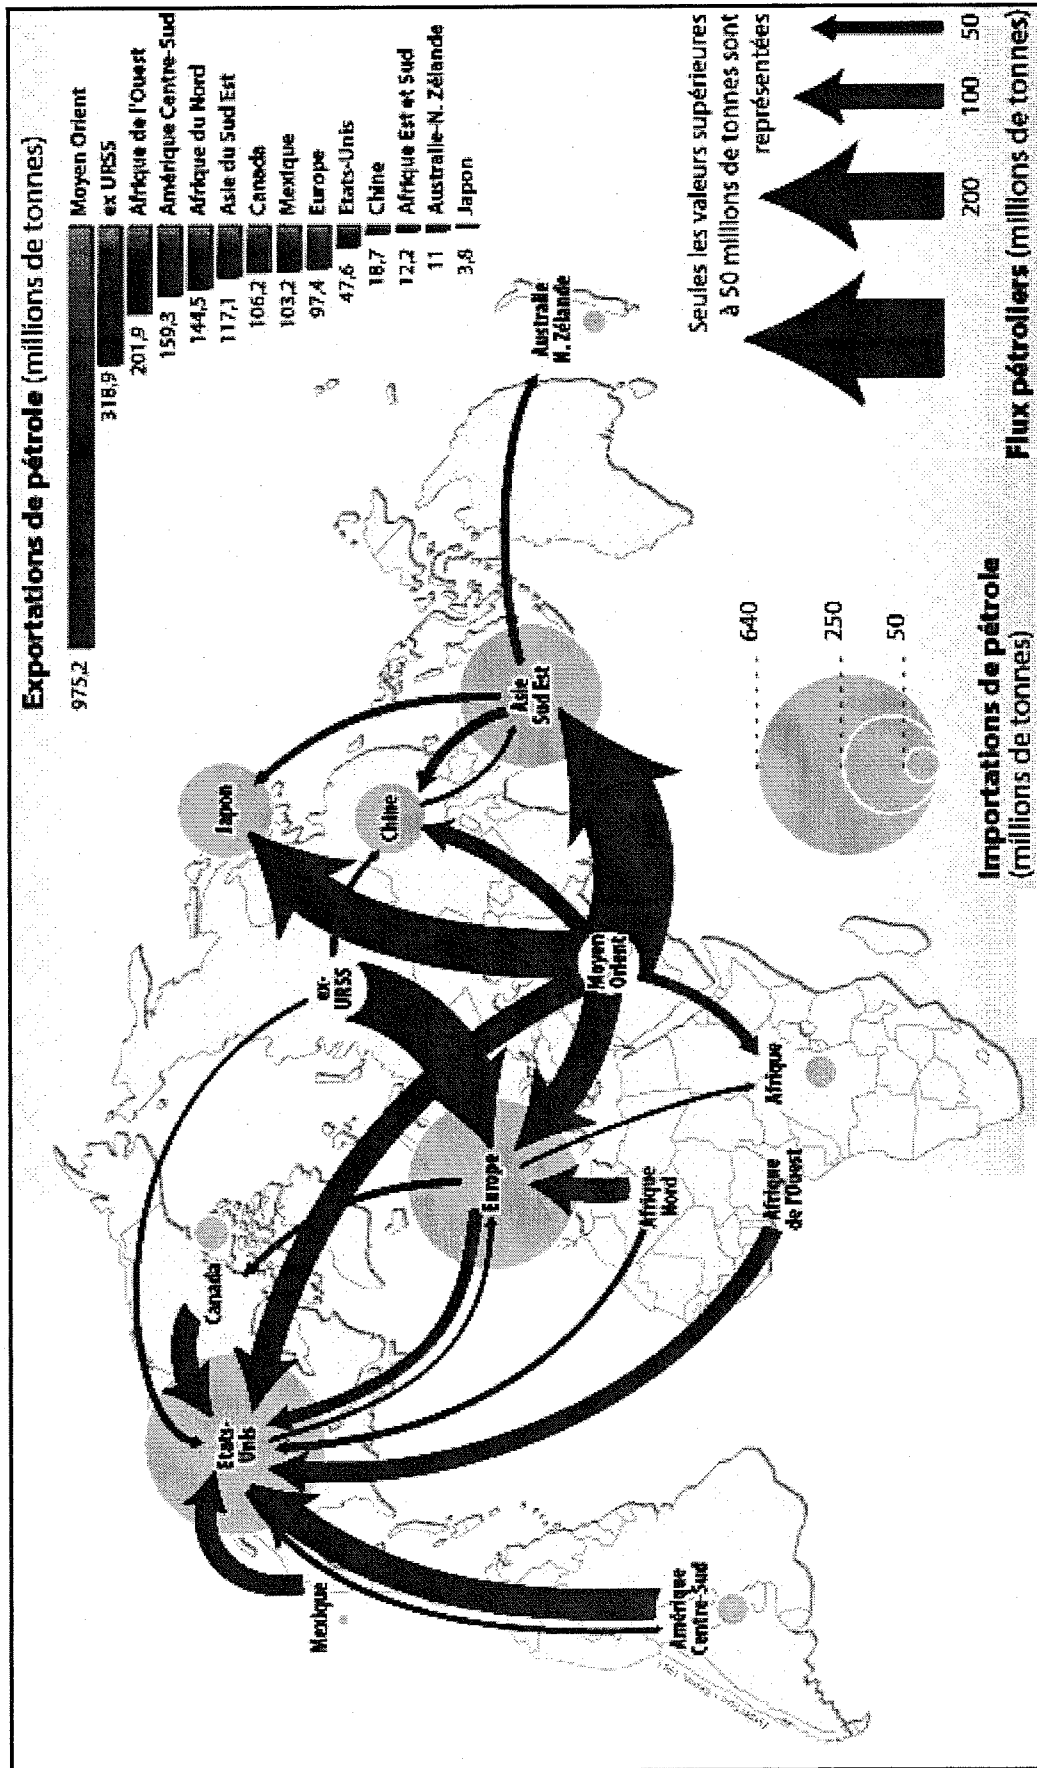 Exportations de pétrole (millions de tonnes)
975,2 Moyen Orient
318,9 ex URSS
201,9 Afrique de l'Ouest
159,3 Amérique Centre-Sud
144,5 Afrique du Nord
117,1 Asie du Sud Est
106,2 Canada
103,2 Mexique
97,4 Europe
47,6 Etats-Unis
18,7 Chine
12,2 Afrique Est et Sud
11 Australie-N. Zélande
3,8 Japon
Canada
Etats-
Unis
Mexique
Amérique
Centre-Sud
Europe
ex-
URSS
Afrique
Nord
Afrique
de l'Ouest
Afrique
Moyen
Orient
Japon
Chine
Asie
Sud Est
Australie
N. Zélande
Seules les valeurs supérieures
à 50 millions de tonnes sont
représentées
640
250
50
Importations de pétrole
(millions de tonnes)
200
100
50
Flux pétroliers (millions de tonnes)